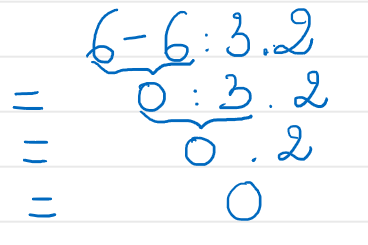 6 - 6 : 3 . 2
= 0 : 3 . 2
= 0 . 2
= 0